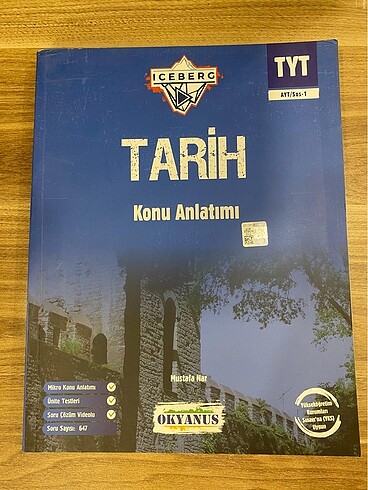 ICEBERG
TYT
AYT/Sos-1
TARİH
Konu Anlatımı
Mustafa Nar
Mikro Konu Anlatımı
Ünite Testleri
Soru Çözüm Videolu
Soru Sayısı: 647
OKYANUS
Yükseköğretim
Kurumları
Sınavı'na (YKS)
Uygun